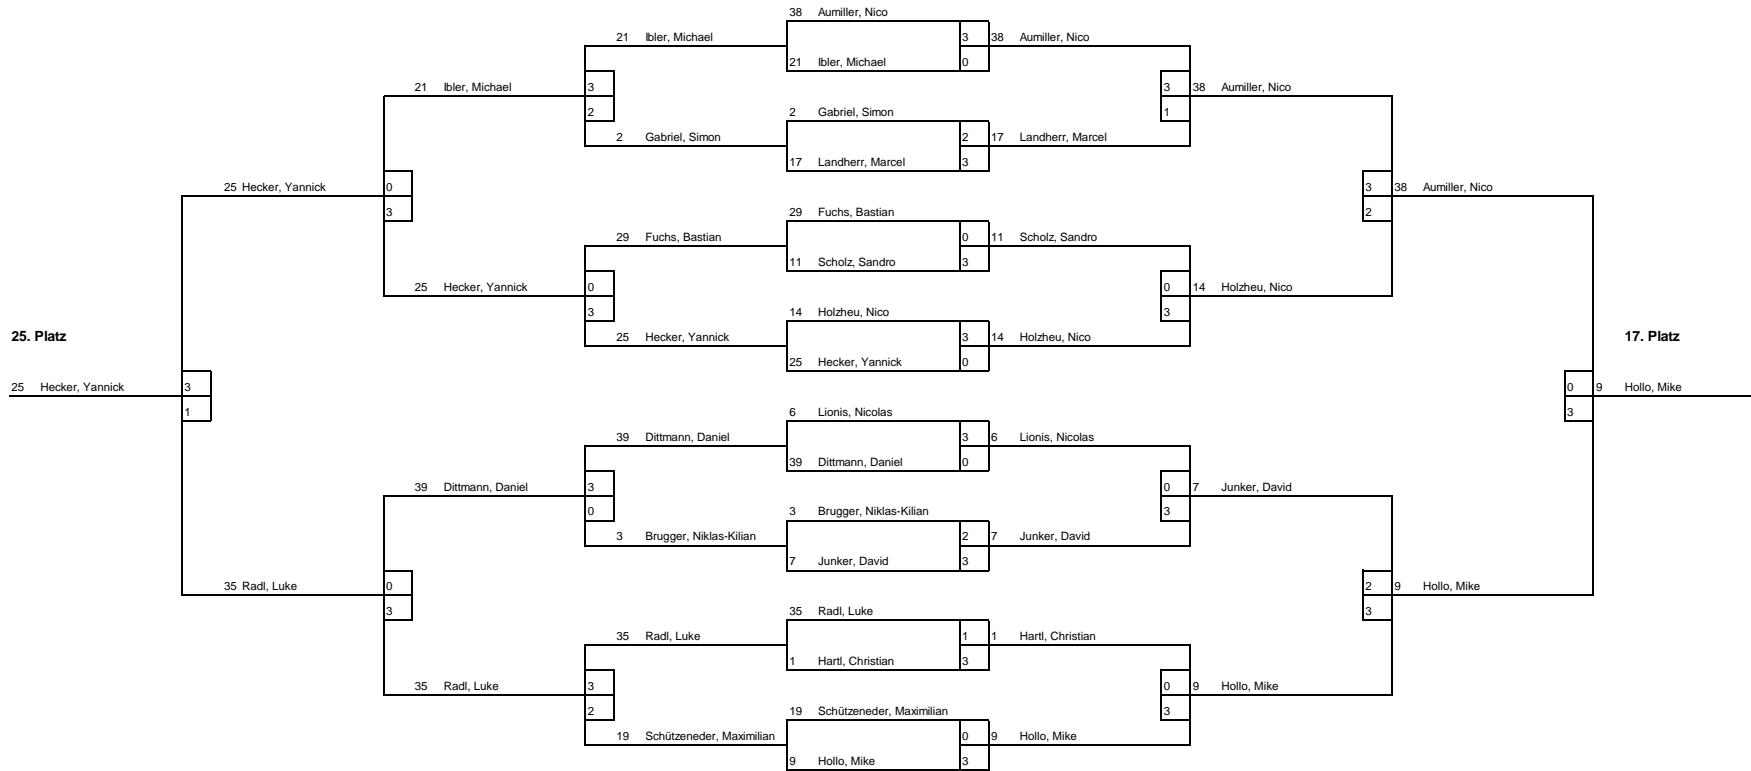 38 Aumiller, Nico
21 Ibler, Michael 3 38 Aumiller, Nico
21 Ibler, Michael 0
21 Ibler, Michael 3 3 38 Aumiller, Nico
2 2 Gabriel, Simon 1
2 Gabriel, Simon 2 17 Landherr, Marcel
17 Landherr, Marcel 3
25 Hecker, Yannick 0 3 38 Aumiller, Nico
3 29 Fuchs, Bastian 2
29 Fuchs, Bastian 0 11 Scholz, Sandro
11 Scholz, Sandro 3
25 Hecker, Yannick 0 0 14 Holzheu, Nico
3 14 Holzheu, Nico 3
25. Platz 25 Hecker, Yannick 3 14 Holzheu, Nico 17. Platz
25 Hecker, Yannick 0
25 Hecker, Yannick 3 0 9 Hollo, Mike
1 6 Lionis, Nicolas 3
39 Dittmann, Daniel 3 6 Lionis, Nicolas
39 Dittmann, Daniel 0
39 Dittmann, Daniel 3 0 7 Junker, David
0 3 Brugger, Niklas-Kilian 3
3 Brugger, Niklas-Kilian 2 7 Junker, David
7 Junker, David 3
35 Radl, Luke 0 2 9 Hollo, Mike
3 35 Radl, Luke 3
35 Radl, Luke 1 1 Hartl, Christian
1 Hartl, Christian 3
35 Radl, Luke 3 0 9 Hollo, Mike
2 19 Schützeneder, Maximilian 3
19 Schützeneder, Maximilian 0 9 Hollo, Mike
9 Hollo, Mike 3